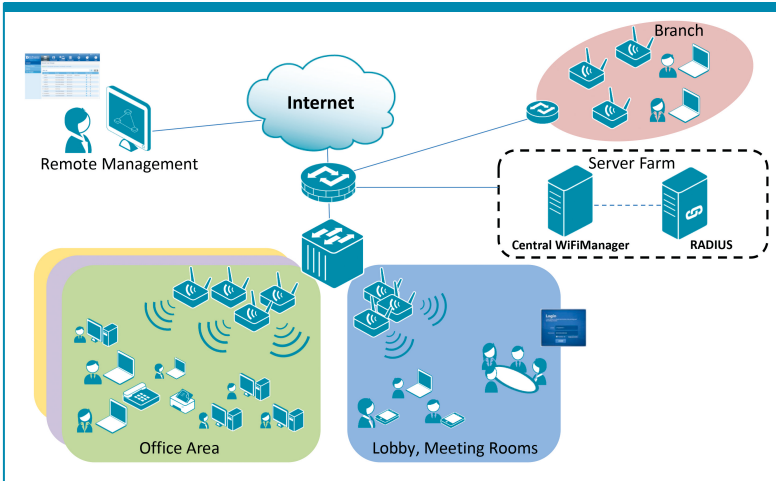 Branch
Internet
Remote Management
Server Farm
Central WiFiManager
RADIUS
Login
Office Area
Lobby, Meeting Rooms